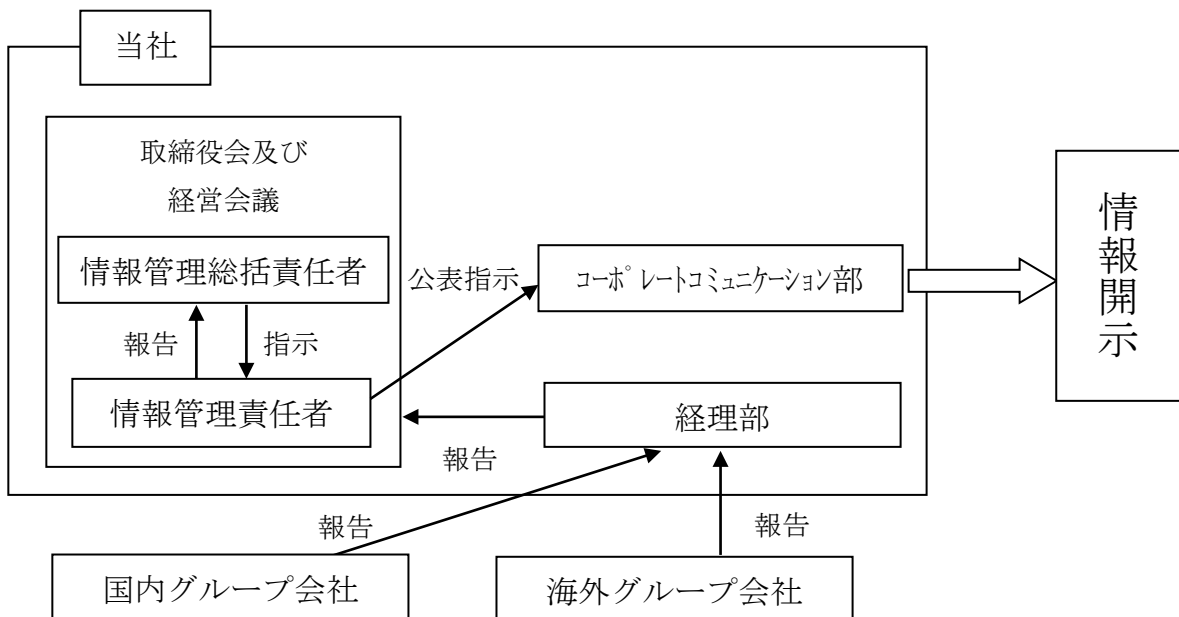 当社
取締役会及び
経営会議
情報管理総括責任者
報告
指示
情報管理責任者
公表指示
コーポレートコミュニケーション部
情報開示
経理部
報告
報告
報告
国内グループ会社
海外グループ会社